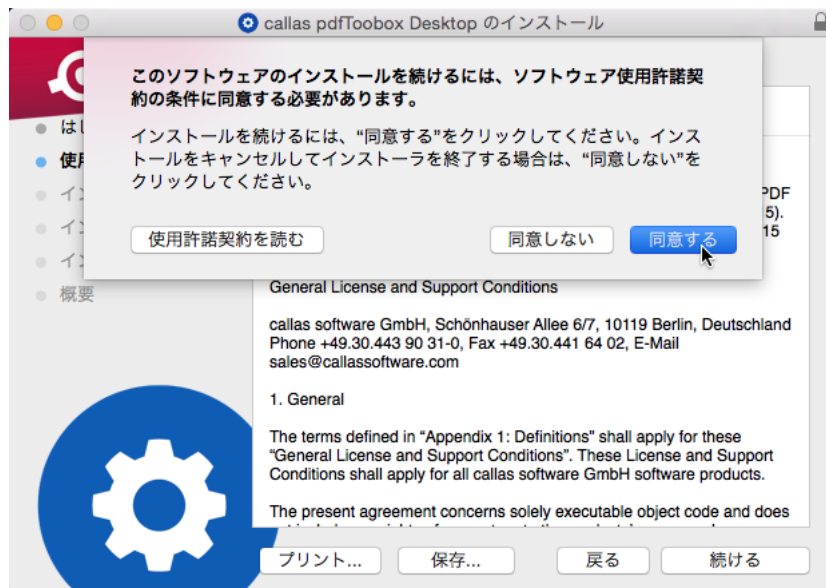 callas pdfToobox Desktop のインストール
このソフトウェアのインストールを続けるには、ソフトウェア使用許諾契
約の条件に同意する必要があります。
インストールを続けるには、“同意する”をクリックしてください。インス
トールをキャンセルしてインストーラを終了する場合は、“同意しない”を
クリックしてください。
使用許諾契約を読む
同意しない
同意する
概要
PDF
5).
15
General License and Support Conditions
callas software GmbH, Schönhauser Allee 6/7, 10119 Berlin, Deutschland
Phone +49.30.443 90 31-0, Fax +49.30.441 64 02, E-Mail
sales@callassoftware.com
1. General
The terms defined in “Appendix 1: Definitions” shall apply for these
“General License and Support Conditions”. These License and Support
Conditions shall apply for all callas software GmbH software products.
The present agreement concerns solely executable object code and does
プリント...
保存...
戻る
続ける